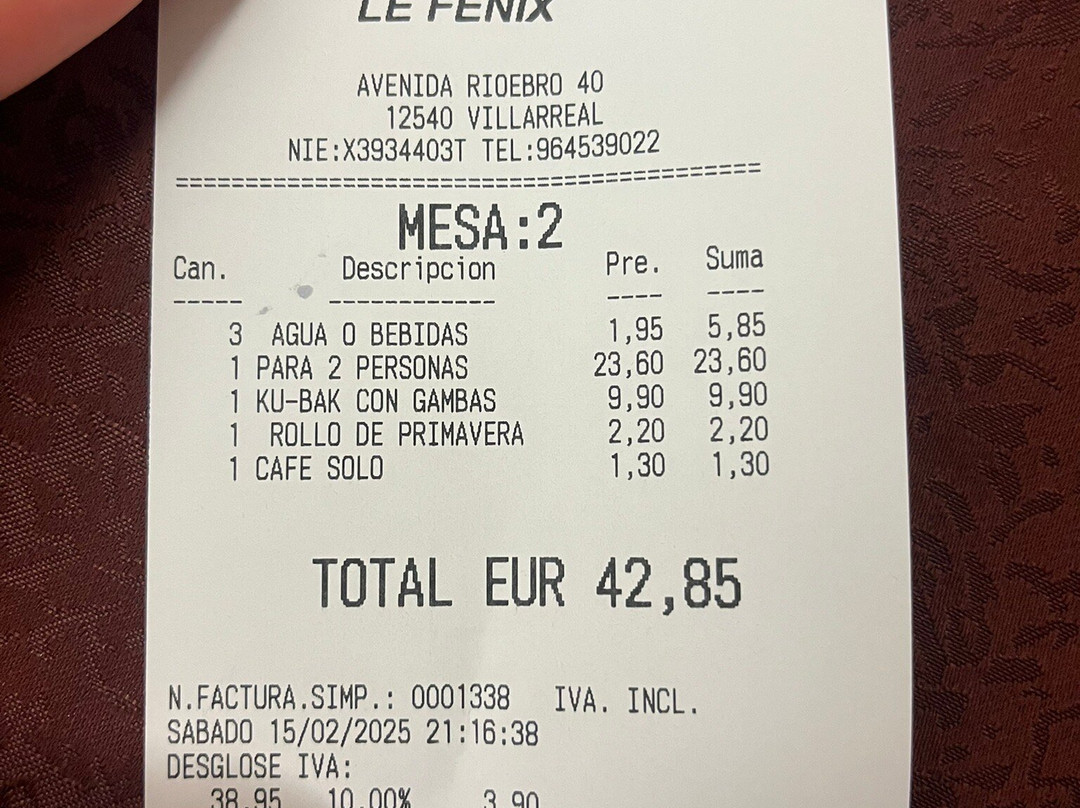 LE FENIX
AVENIDA RIOEBRO 40
12540 VILLARREAL
NIE:X3934403T TEL:964539022
==========================================
MESA:2
Can. Descripcion Pre. Suma
----- ------------ ---- ----
3 AGUA O BEBIDAS 1,95 5,85
1 PARA 2 PERSONAS 23,60 23,60
1 KU-BAK CON GAMBAS 9,90 9,90
1 ROLLO DE PRIMAVERA 2,20 2,20
1 CAFE SOLO 1,30 1,30
TOTAL EUR 42,85
N.FACTURA.SIMP.: 0001338 IVA. INCL.
SABADO 15/02/2025 21:16:38
DESGLOSE IVA:
38.95 10.00% 3.90